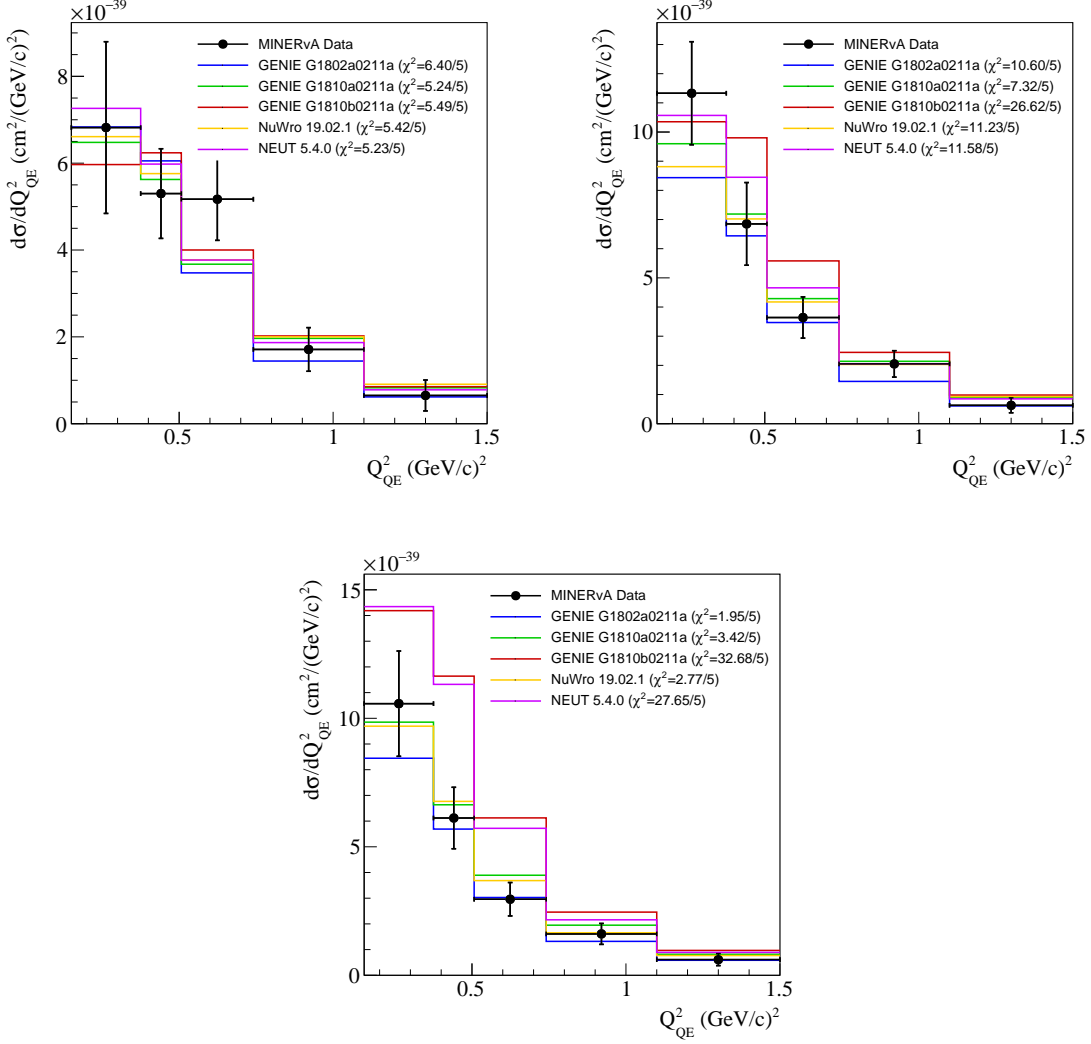 ×10⁻³⁹
dσ/dQ²_QE (cm²/(GeV/c)²)
MINERvA Data
GENIE G1802a0211a (χ²=6.40/5)
GENIE G1810a0211a (χ²=5.24/5)
GENIE G1810b0211a (χ²=5.49/5)
NuWro 19.02.1 (χ²=5.42/5)
NEUT 5.4.0 (χ²=5.23/5)
8
6
4
2
0
0.5 1 1.5
Q²_QE (GeV/c)²
×10⁻³⁹
dσ/dQ²_QE (cm²/(GeV/c)²)
MINERvA Data
GENIE G1802a0211a (χ²=10.60/5)
GENIE G1810a0211a (χ²=7.32/5)
GENIE G1810b0211a (χ²=26.62/5)
NuWro 19.02.1 (χ²=11.23/5)
NEUT 5.4.0 (χ²=11.58/5)
10
5
0
0.5 1 1.5
Q²_QE (GeV/c)²
×10⁻³⁹
dσ/dQ²_QE (cm²/(GeV/c)²)
MINERvA Data
GENIE G1802a0211a (χ²=1.95/5)
GENIE G1810a0211a (χ²=3.42/5)
GENIE G1810b0211a (χ²=32.68/5)
NuWro 19.02.1 (χ²=2.77/5)
NEUT 5.4.0 (χ²=27.65/5)
15
10
5
0
0.5 1 1.5
Q²_QE (GeV/c)²